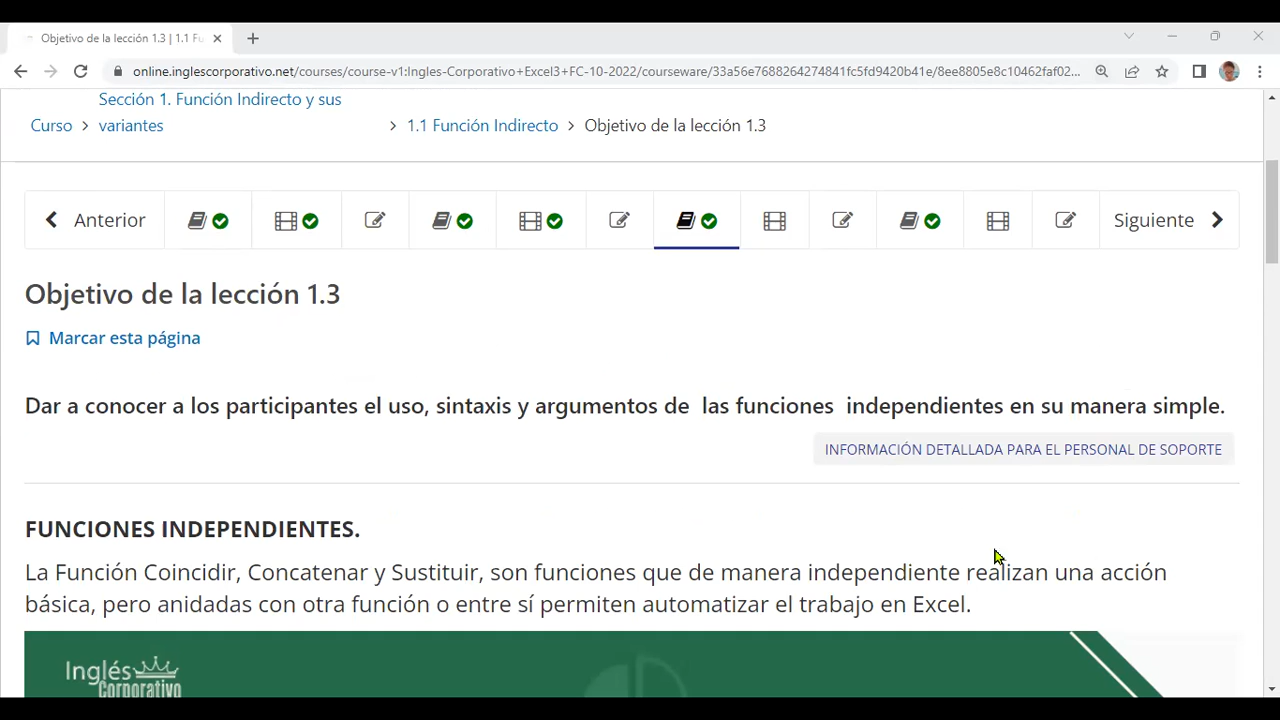 Objetivo de la lección 1.3 | 1.1 Fu
online.inglescorporativo.net/courses/course-v1:Ingles-Corporativo+Excel3+FC-10-2022/courseware/33a56e7688264274841fc5fd9420b41e/8ee8805e8c10462faf02...
Sección 1. Función Indirecto y sus
Curso > variantes > 1.1 Función Indirecto > Objetivo de la lección 1.3
Anterior Siguiente
Objetivo de la lección 1.3
Marcar esta página
Dar a conocer a los participantes el uso, sintaxis y argumentos de las funciones independientes en su manera simple.
INFORMACIÓN DETALLADA PARA EL PERSONAL DE SOPORTE
FUNCIONES INDEPENDIENTES.
La Función Coincidir, Concatenar y Sustituir, son funciones que de manera independiente realizan una acción
básica, pero anidadas con otra función o entre sí permiten automatizar el trabajo en Excel.
Inglés
Corporativo